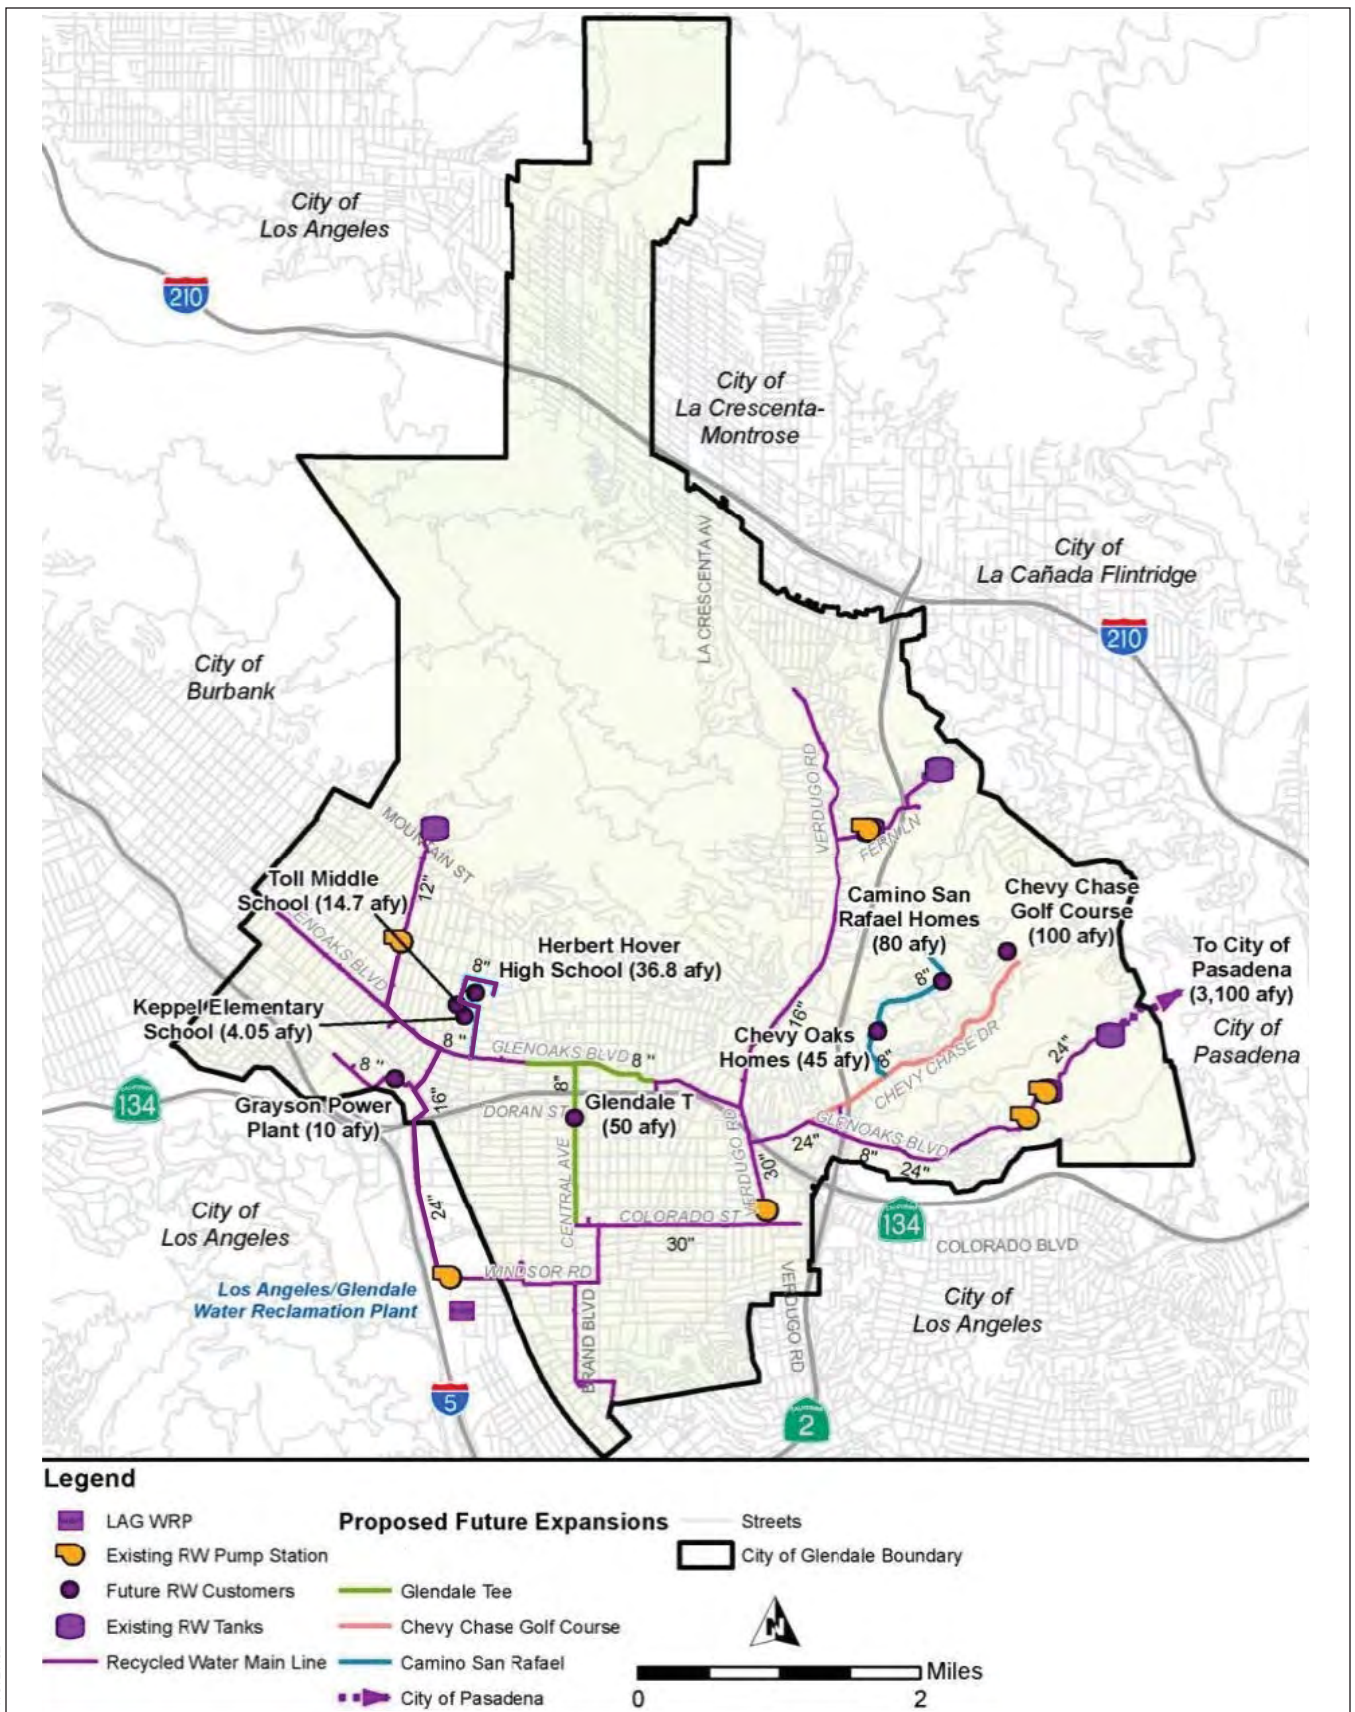 City of
Los Angeles
210
City of
La Crescenta-
Montrose
LA CRESCENTA AV
City of
La Cañada Flintridge
210
City of
Burbank
VERDUGO RD
FERN LN
MOUNTAIN ST
12"
Toll Middle
School (14.7 afy)
GLENOAKS BLVD
Camino San
Rafael Homes
(80 afy)
Chevy Chase
Golf Course
(100 afy)
Herbert Hover
High School (36.8 afy)
8"
8"
To City of
Pasadena
(3,100 afy)
City of
Pasadena
Keppel Elementary
School (4.05 afy)
16"
Chevy Oaks
Homes (45 afy)
8"
CHEVY CHASE DR
24"
8"
GLENOAKS BLVD
8"
8"
8"
134
Grayson Power
Plant (10 afy)
16"
DORAN ST
Glendale T
(50 afy)
GLENOAKS BLVD
24"
8"
24"
VERDUGO RD
30"
CENTRAL AVE
24"
City of
Los Angeles
COLORADO ST
30"
134
COLORADO BLVD
WINDSOR RD
Los Angeles/Glendale
Water Reclamation Plant
BRAND BLVD
VERDUGO RD
City of
Los Angeles
5
CALIFORNIA
2
Legend
LAG WRP
Existing RW Pump Station
Future RW Customers
Existing RW Tanks
Recycled Water Main Line
Proposed Future Expansions
Glendale Tee
Chevy Chase Golf Course
Camino San Rafael
City of Pasadena
Streets
City of Glendale Boundary
N
Miles
0
2